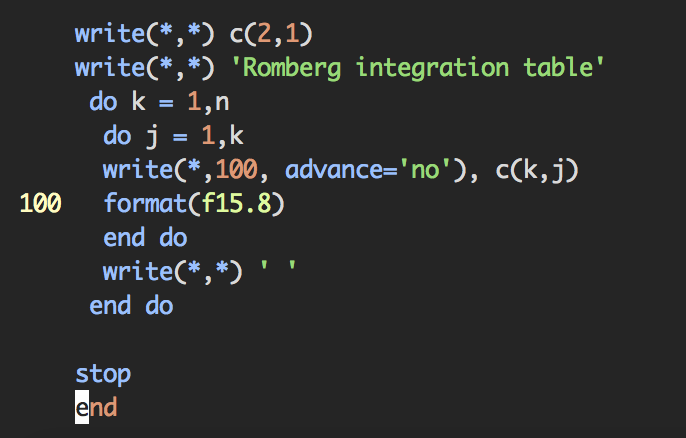 write(*,*) c(2,1)
write(*,*) 'Romberg integration table'
do k = 1,n
do j = 1,k
write(*,100, advance='no'), c(k,j)
100 format(f15.8)
end do
write(*,*) ' '
end do
stop
end